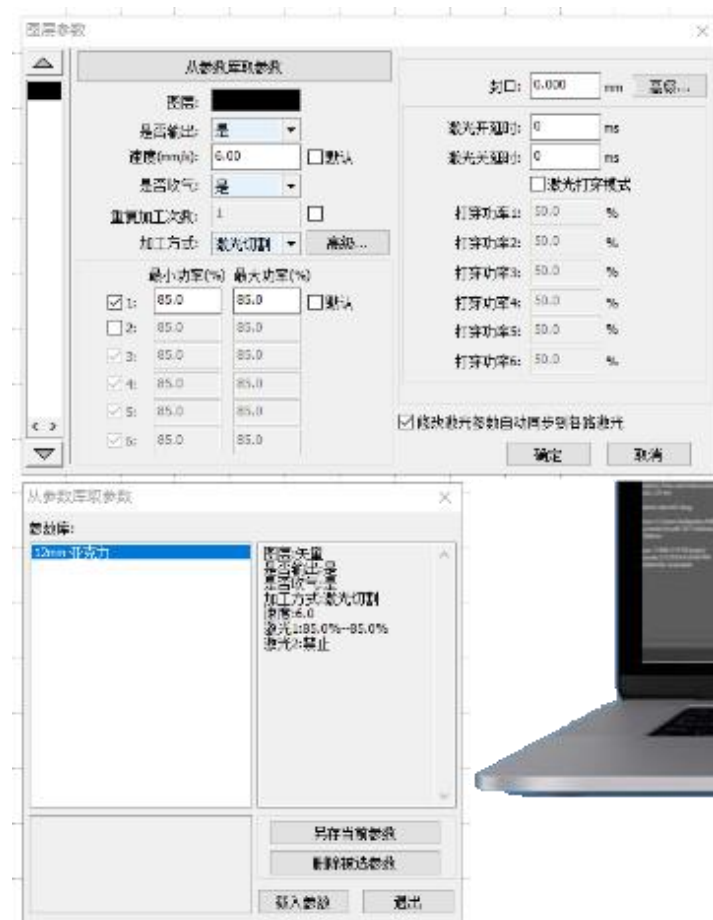 图层参数
从参数库取参数
图层:
是否输出: 是
速度(mm/s): 6.00 默认
是否吹气: 是
重复加工次数: 1
加工方式: 激光切割 高级...
最小功率(%) 最大功率(%)
1: 85.0 85.0 默认
2: 85.0 85.0
3: 85.0 85.0
4: 85.0 85.0
5: 85.0 85.0
6: 85.0 85.0
封口: 0.000 mm 高级...
激光开延时: 0 ms
激光关延时: 0 ms
激光打穿模式
打穿功率1: 50.0 %
打穿功率2: 50.0 %
打穿功率3: 50.0 %
打穿功率4: 50.0 %
打穿功率5: 50.0 %
打穿功率6: 50.0 %
修改激光参数自动同步到各路激光
确定 取消
从参数库取参数
参数库:
12mm 亚克力
图层:矢量
是否输出:是
是否吹气:是
加工方式:激光切割
速度:6.0
激光1:85.0%--85.0%
激光2:禁止
另存当前参数
删除被选参数
载入参数 退出